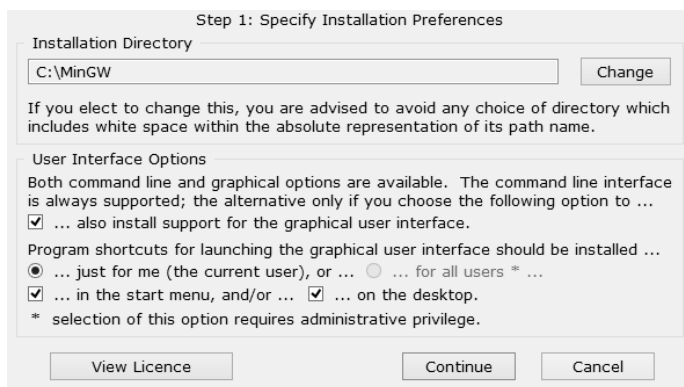 Step 1: Specify Installation Preferences
Installation Directory
C:\MinGW
Change
If you elect to change this, you are advised to avoid any choice of directory which
includes white space within the absolute representation of its path name.
User Interface Options
Both command line and graphical options are available. The command line interface
is always supported; the alternative only if you choose the following option to ...
... also install support for the graphical user interface.
Program shortcuts for launching the graphical user interface should be installed ...
... just for me (the current user), or ... ... for all users * ...
... in the start menu, and/or ... ... on the desktop.
* selection of this option requires administrative privilege.
View Licence Continue Cancel